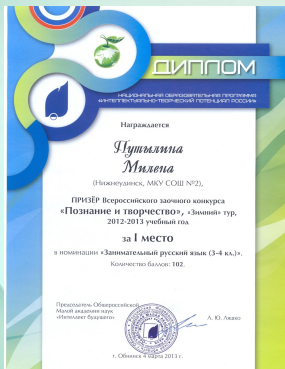 ДИПЛОМ
НАЦИОНАЛЬНАЯ ОБРАЗОВАТЕЛЬНАЯ ПРОГРАММА
«ИНТЕЛЛЕКТУАЛЬНО-ТВОРЧЕСКИЙ ПОТЕНЦИАЛ РОССИИ»
Награждается
Путылина
Милена
(Нижнеудинск, МКУ СОШ №2),
ПРИЗЁР Всероссийского заочного конкурса
«Познание и творчество», «Зимний» тур,
2012-2013 учебный год
за I место
в номинации «Занимательный русский язык (3-4 кл.)».
Количество баллов: 102.
Председатель Общероссийской
Малой академии наук
«Интеллект будущего»
Л. Ю. Ляшко
г. Обнинск 4 марта 2013 г.